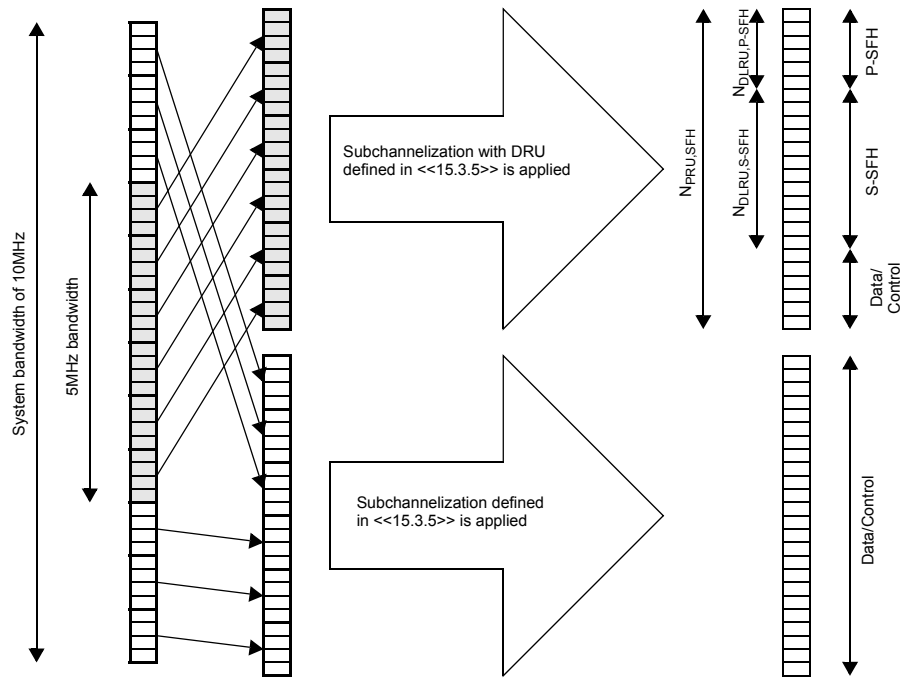 System bandwidth of 10MHz
5MHz bandwidth
Subchannelization with DRU
defined in <<15.3.5>> is applied
Subchannelization defined
in <<15.3.5>> is applied
NPRU,SFH
NDLRU,P-SFH
NDLRU,S-SFH
P-SFH
S-SFH
Data/
Control
Data/Control